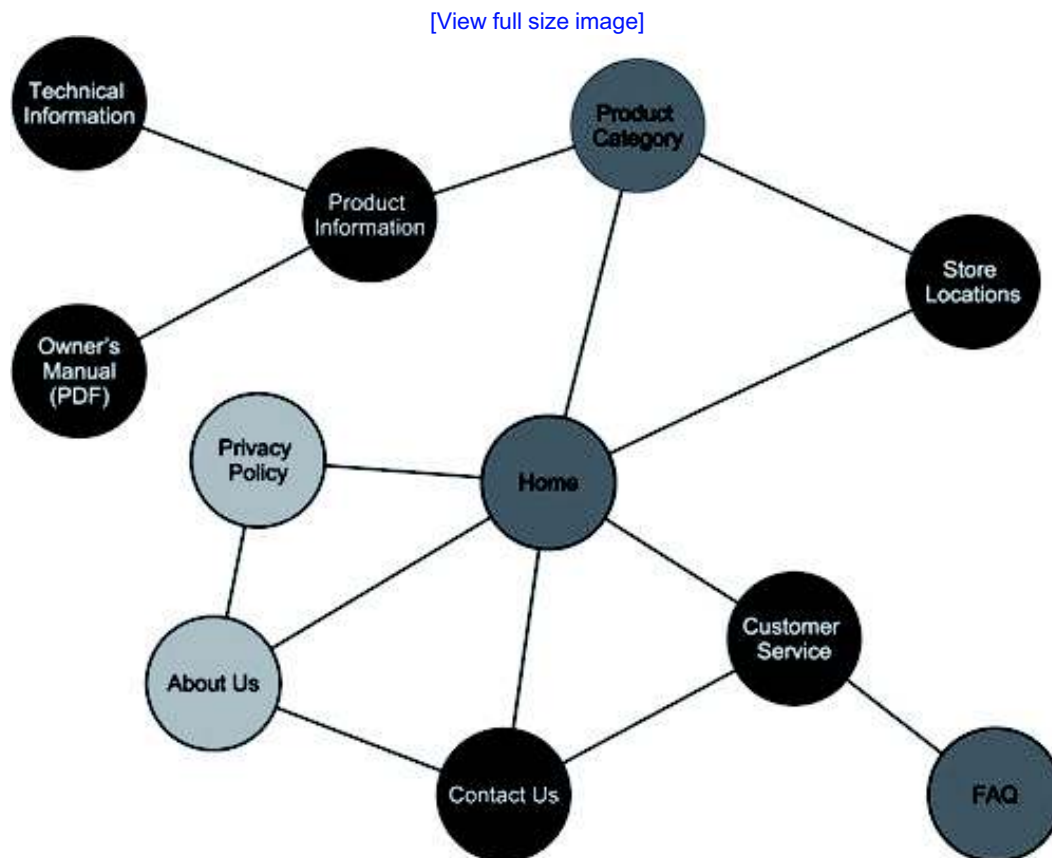 [View full size image]
Technical
Information
Product
Category
Product
Information
Store
Locations
Owner's
Manual
(PDF)
Privacy
Policy
Home
Customer
Service
About Us
Contact Us
FAQ